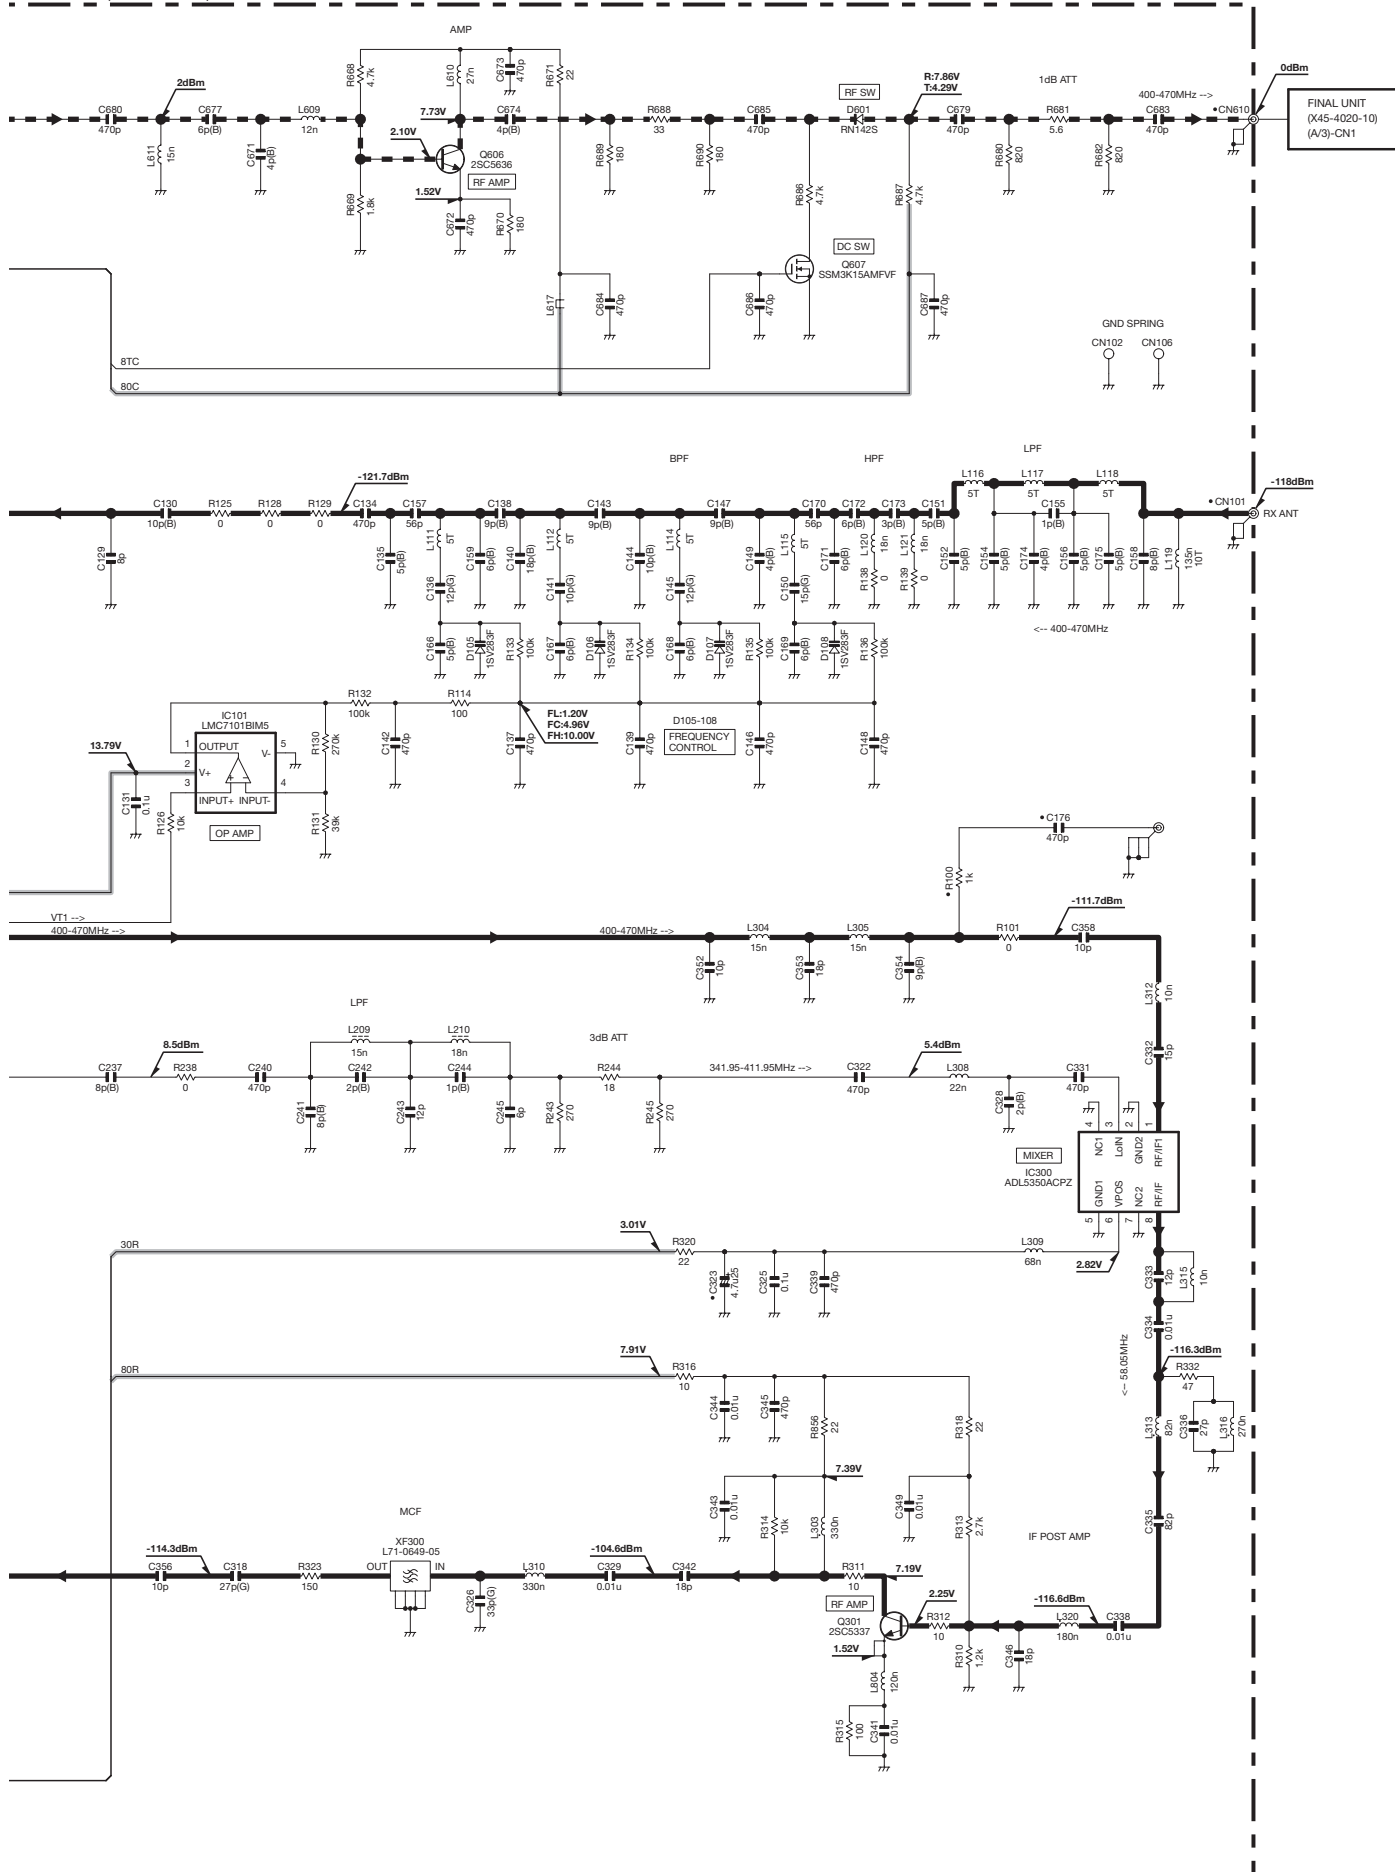 AMP
R668
4.7k
L610
27n
C673
470p
R671
22
2dBm
C680
470p
C677
6p(B)
L609
12n
7.73V
C674
4p(B)
R688
33
C685
470p
RF SW
D601
RN142S
R:7.86V
T:4.29V
C679
470p
1dB ATT
R681
5.6
400-470MHz -->
C683
470p
•CN610
0dBm
FINAL UNIT
(X45-4020-10)
(A/3)-CN1
L611
15n
C671
4p(B)
2.10V
Q606
2SC5636
RF AMP
1.52V
R669
1.8k
C672
470p
R670
180
R689
180
R690
180
R686
4.7k
R687
4.7k
R680
820
R682
820
DC SW
Q607
SSM3K15AMFVF
L617
C684
470p
C686
470p
C687
470p
GND SPRING
CN102
CN106
8TC
80C
BPF
HPF
LPF
-121.7dBm
C130
10p(B)
R125
0
R128
0
R129
0
C134
470p
C157
56p
C138
9p(B)
C143
9p(B)
C147
9p(B)
C170
56p
C172
6p(B)
C173
3p(B)
C151
5p(B)
L116
5T
L117
5T
L118
5T
C155
1p(B)
•CN101
-118dBm
RX ANT
C129
8p
C135
5p(B)
L111
5T
C159
6p(B)
C140
18p(B)
L112
5T
C144
10p(B)
L114
5T
C149
4p(B)
L115
5T
C171
6p(B)
L120
18n
L121
18n
C152
5p(B)
C154
5p(B)
C174
4p(B)
C156
5p(B)
C175
5p(B)
C158
8p(B)
L119
135n
10T
C136
12p(G)
C141
10p(G)
C145
12p(G)
C150
15p(G)
R138
0
R139
0
<-- 400-470MHz
C166
5p(B)
D105
1SV283F
R133
100k
C167
6p(B)
D106
1SV283F
R134
100k
C168
6p(B)
D107
1SV283F
R135
100k
C169
6p(B)
D108
1SV283F
R136
100k
IC101
LMC7101BIM5
R132
100k
R114
100
FL:1.20V
FC:4.96V
FH:10.00V
D105-108
FREQUENCY
CONTROL
13.79V
1
OUTPUT
5
V-
2
V+
3
4
INPUT+
INPUT-
OP AMP
R130
270k
C142
470p
C137
470p
C139
470p
C146
470p
C148
470p
C131
0.1u
R126
10k
R131
39k
• C176
470p
• R100
1k
VT1 -->
400-470MHz -->
400-470MHz -->
L304
15n
L305
15n
R101
0
-111.7dBm
C358
10p
C352
10p
C353
18p
C354
9p(B)
L312
10n
LPF
3dB ATT
8.5dBm
L209
15n
L210
18n
C237
8p(B)
R238
0
C240
470p
C242
2p(B)
C244
1p(B)
R244
18
341.95-411.95MHz -->
C322
470p
5.4dBm
L308
22n
C331
470p
C332
15p
C241
8p(B)
C243
12p
C245
6p
R243
270
R245
270
C328
2p(B)
MIXER
IC300
ADL5350ACPZ
4
3
2
1
NC1
LoIN
GND2
RF/IF1
GND1
VPOS
NC2
RF/IF
5
6
7
8
3.01V
30R
R320
22
L309
68n
2.82V
• C323
4.7u25
C325
0.1u
C339
470p
C333
12p
L315
10n
C334
0.01u
<-- 58.05MHz
-116.3dBm
7.91V
80R
R316
10
R332
47
C344
0.01u
C345
470p
R856
22
R318
22
L313
82n
C336
27p
L316
270n
7.39V
C343
0.01u
R314
10k
L303
330n
C349
0.01u
R313
2.7k
IF POST AMP
C335
82p
MCF
XF300
L71-0649-05
OUT
IN
-114.3dBm
C356
10p
C318
27p(G)
R323
150
L310
330n
-104.6dBm
C329
0.01u
C342
18p
R311
10
7.19V
C326
33p(G)
RF AMP
Q301
2SC5337
1.52V
2.25V
R312
10
-116.6dBm
L320
180n
C338
0.01u
R310
1.2k
C346
18p
L804
120n
R315
100
C341
0.01u